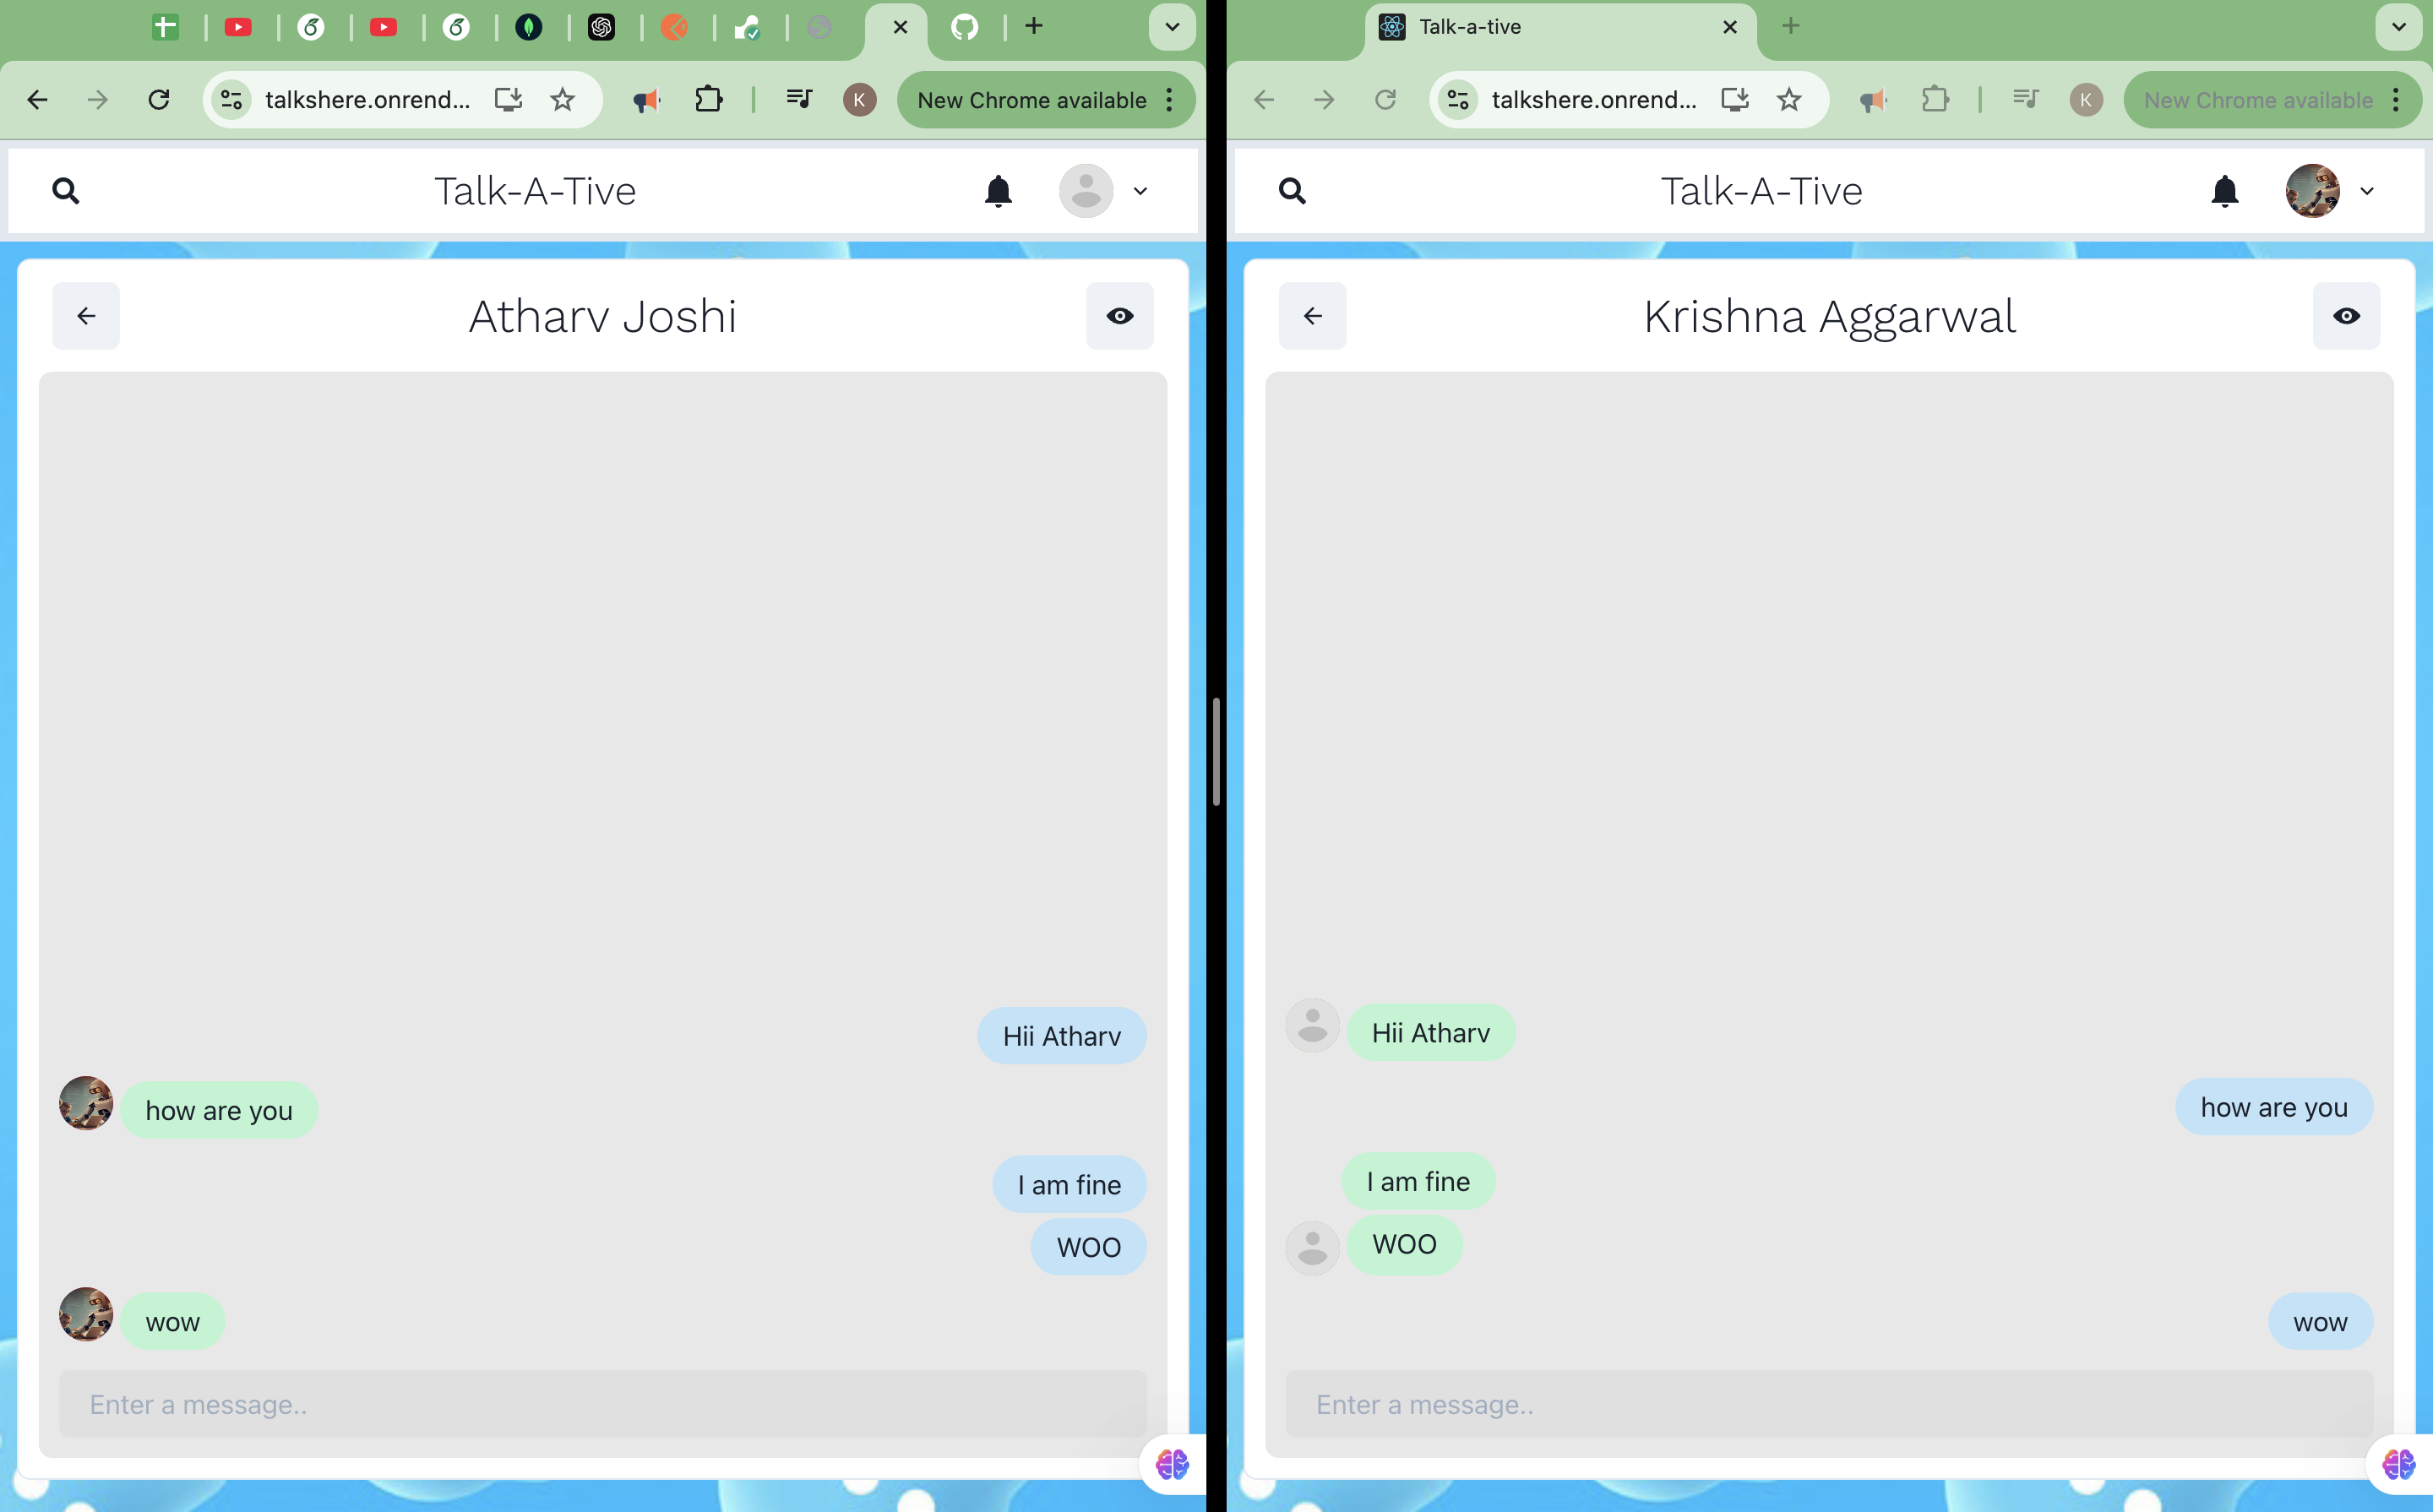 Talk-a-tive
talkshere.onrend...
K
New Chrome available
talkshere.onrend...
K
New Chrome available
Talk-A-Tive
Talk-A-Tive
Atharv Joshi
Hii Atharv
how are you
I am fine
WOO
wow
Enter a message..
Krishna Aggarwal
Hii Atharv
how are you
I am fine
WOO
wow
Enter a message..